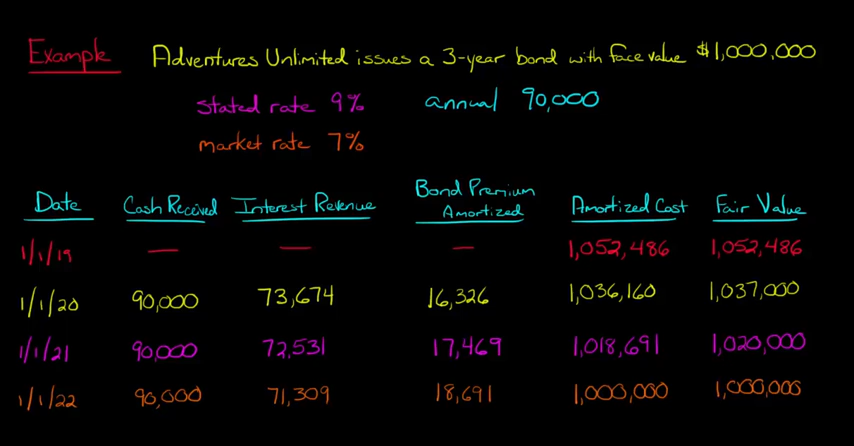 Example Adventures Unlimited issues a 3-year bond with face value $1,000,000
stated rate 9% annual 90,000
market rate 7%
Date Cash Received Interest Revenue Bond Premium Amortized Amortized Cost Fair Value
1/1/19 — — — 1,052,486 1,052,486
1/1/20 90,000 73,674 16,326 1,036,160 1,037,000
1/1/21 90,000 72,531 17,469 1,018,691 1,020,000
1/1/22 90,000 71,309 18,691 1,000,000 1,000,000